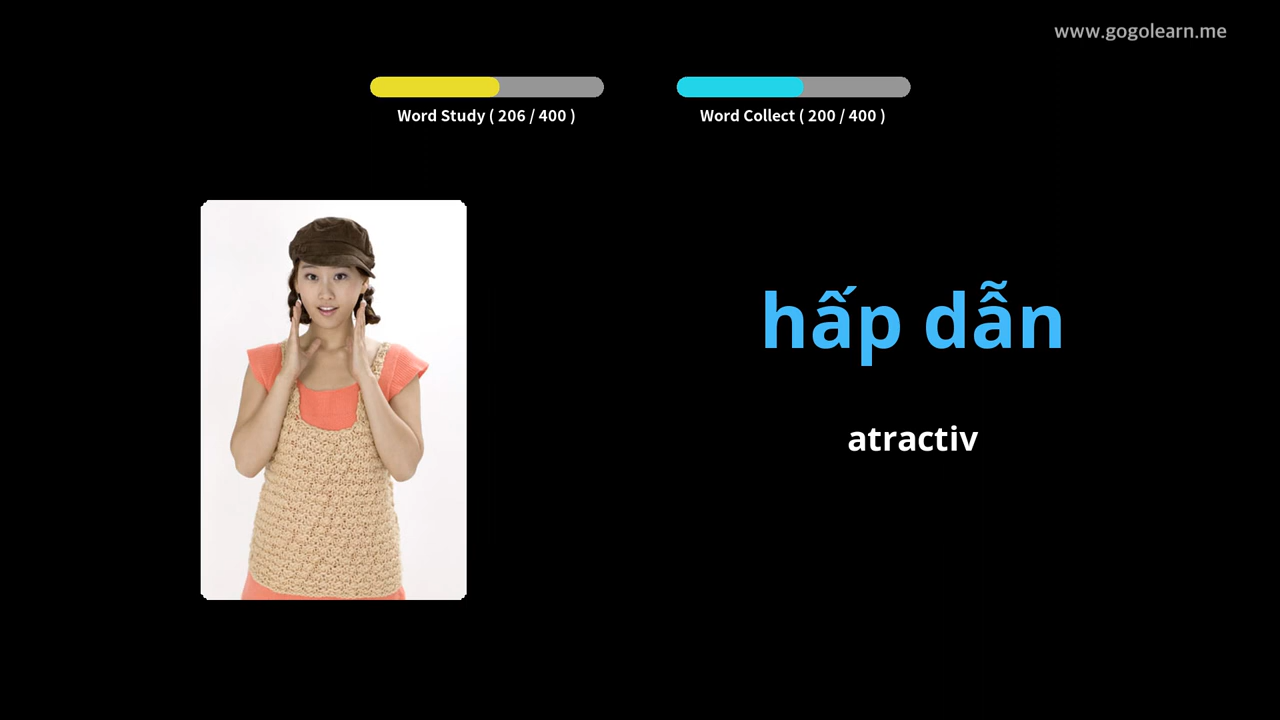 www.gogolearn.me
Word Study ( 206 / 400 )
Word Collect ( 200 / 400 )
hấp dẫn
atractiv